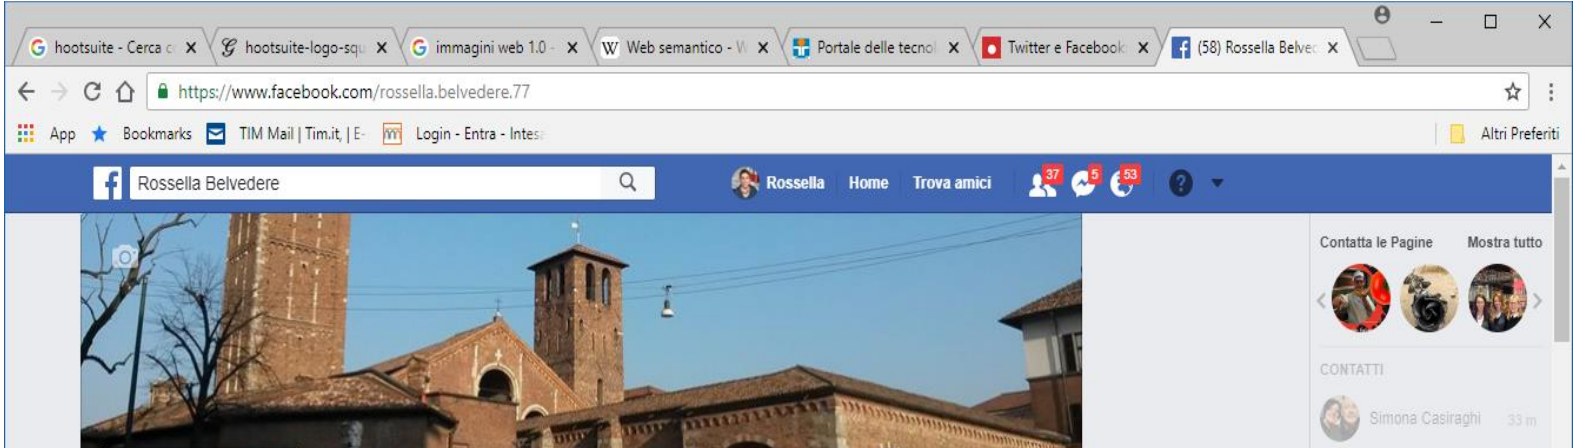 hootsuite - Cerca c
hootsuite-logo-squ
immagini web 1.0 -
Web semantico - W
Portale delle tecnol
Twitter e Facebook
(58) Rossella Belved
https://www.facebook.com/rossella.belvedere.77
App
Bookmarks
TIM Mail | Tim.it, | E-
Login - Entra - Intesa
Altri Preferiti
Rossella Belvedere
Rossella
Home
Trova amici
37
5
53
Contatta le Pagine
Mostra tutto
CONTATTI
Simona Casiraghi
33 m